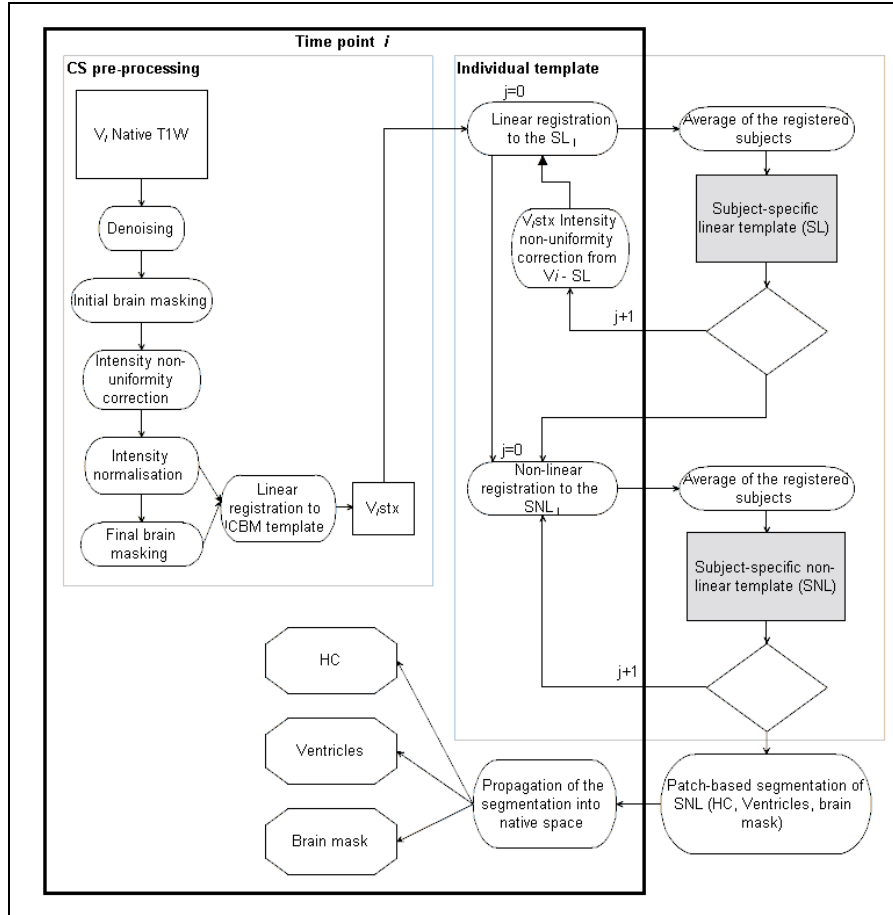 Time point i
CS pre-processing
Individual template
j=0
Vi Native T1W
Linear registration
to the SL I
Average of the registered
subjects
Denoising
Vistx Intensity
non-uniformity
correction from
Vi - SL
Subject-specific
linear template (SL)
Initial brain masking
j+1
Intensity non-
uniformity
correction
j=0
Intensity
normalisation
Linear
registration to
ICBM template
Vistx
Non-linear
registration to the
SNL I
Average of the registered
subjects
Final brain
masking
Subject-specific non-
linear template (SNL)
HC
j+1
Ventricles
Propagation of the
segmentation into
native space
Patch-based segmentation of
SNL (HC, Ventricles, brain
mask)
Brain mask